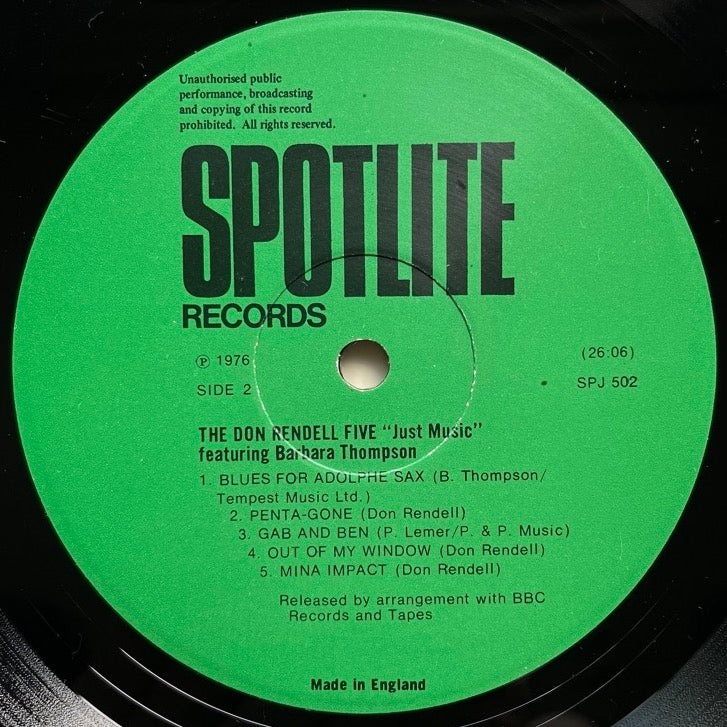 Unauthorised public
performance, broadcasting
and copying of this record
prohibited. All rights reserved.
SPOTLITE
RECORDS
Ⓟ 1976
(26:06)
SIDE 2
SPJ 502
THE DON RENDELL FIVE "Just Music"
featuring Barbara Thompson
1. BLUES FOR ADOLPHE SAX (B. Thompson/
Tempest Music Ltd.)
2. PENTA-GONE (Don Rendell)
3. GAB AND BEN (P. Lemer/P. & P. Music)
4. OUT OF MY WINDOW (Don Rendell)
5. MINA IMPACT (Don Rendell)
Released by arrangement with BBC
Records and Tapes
Made in England